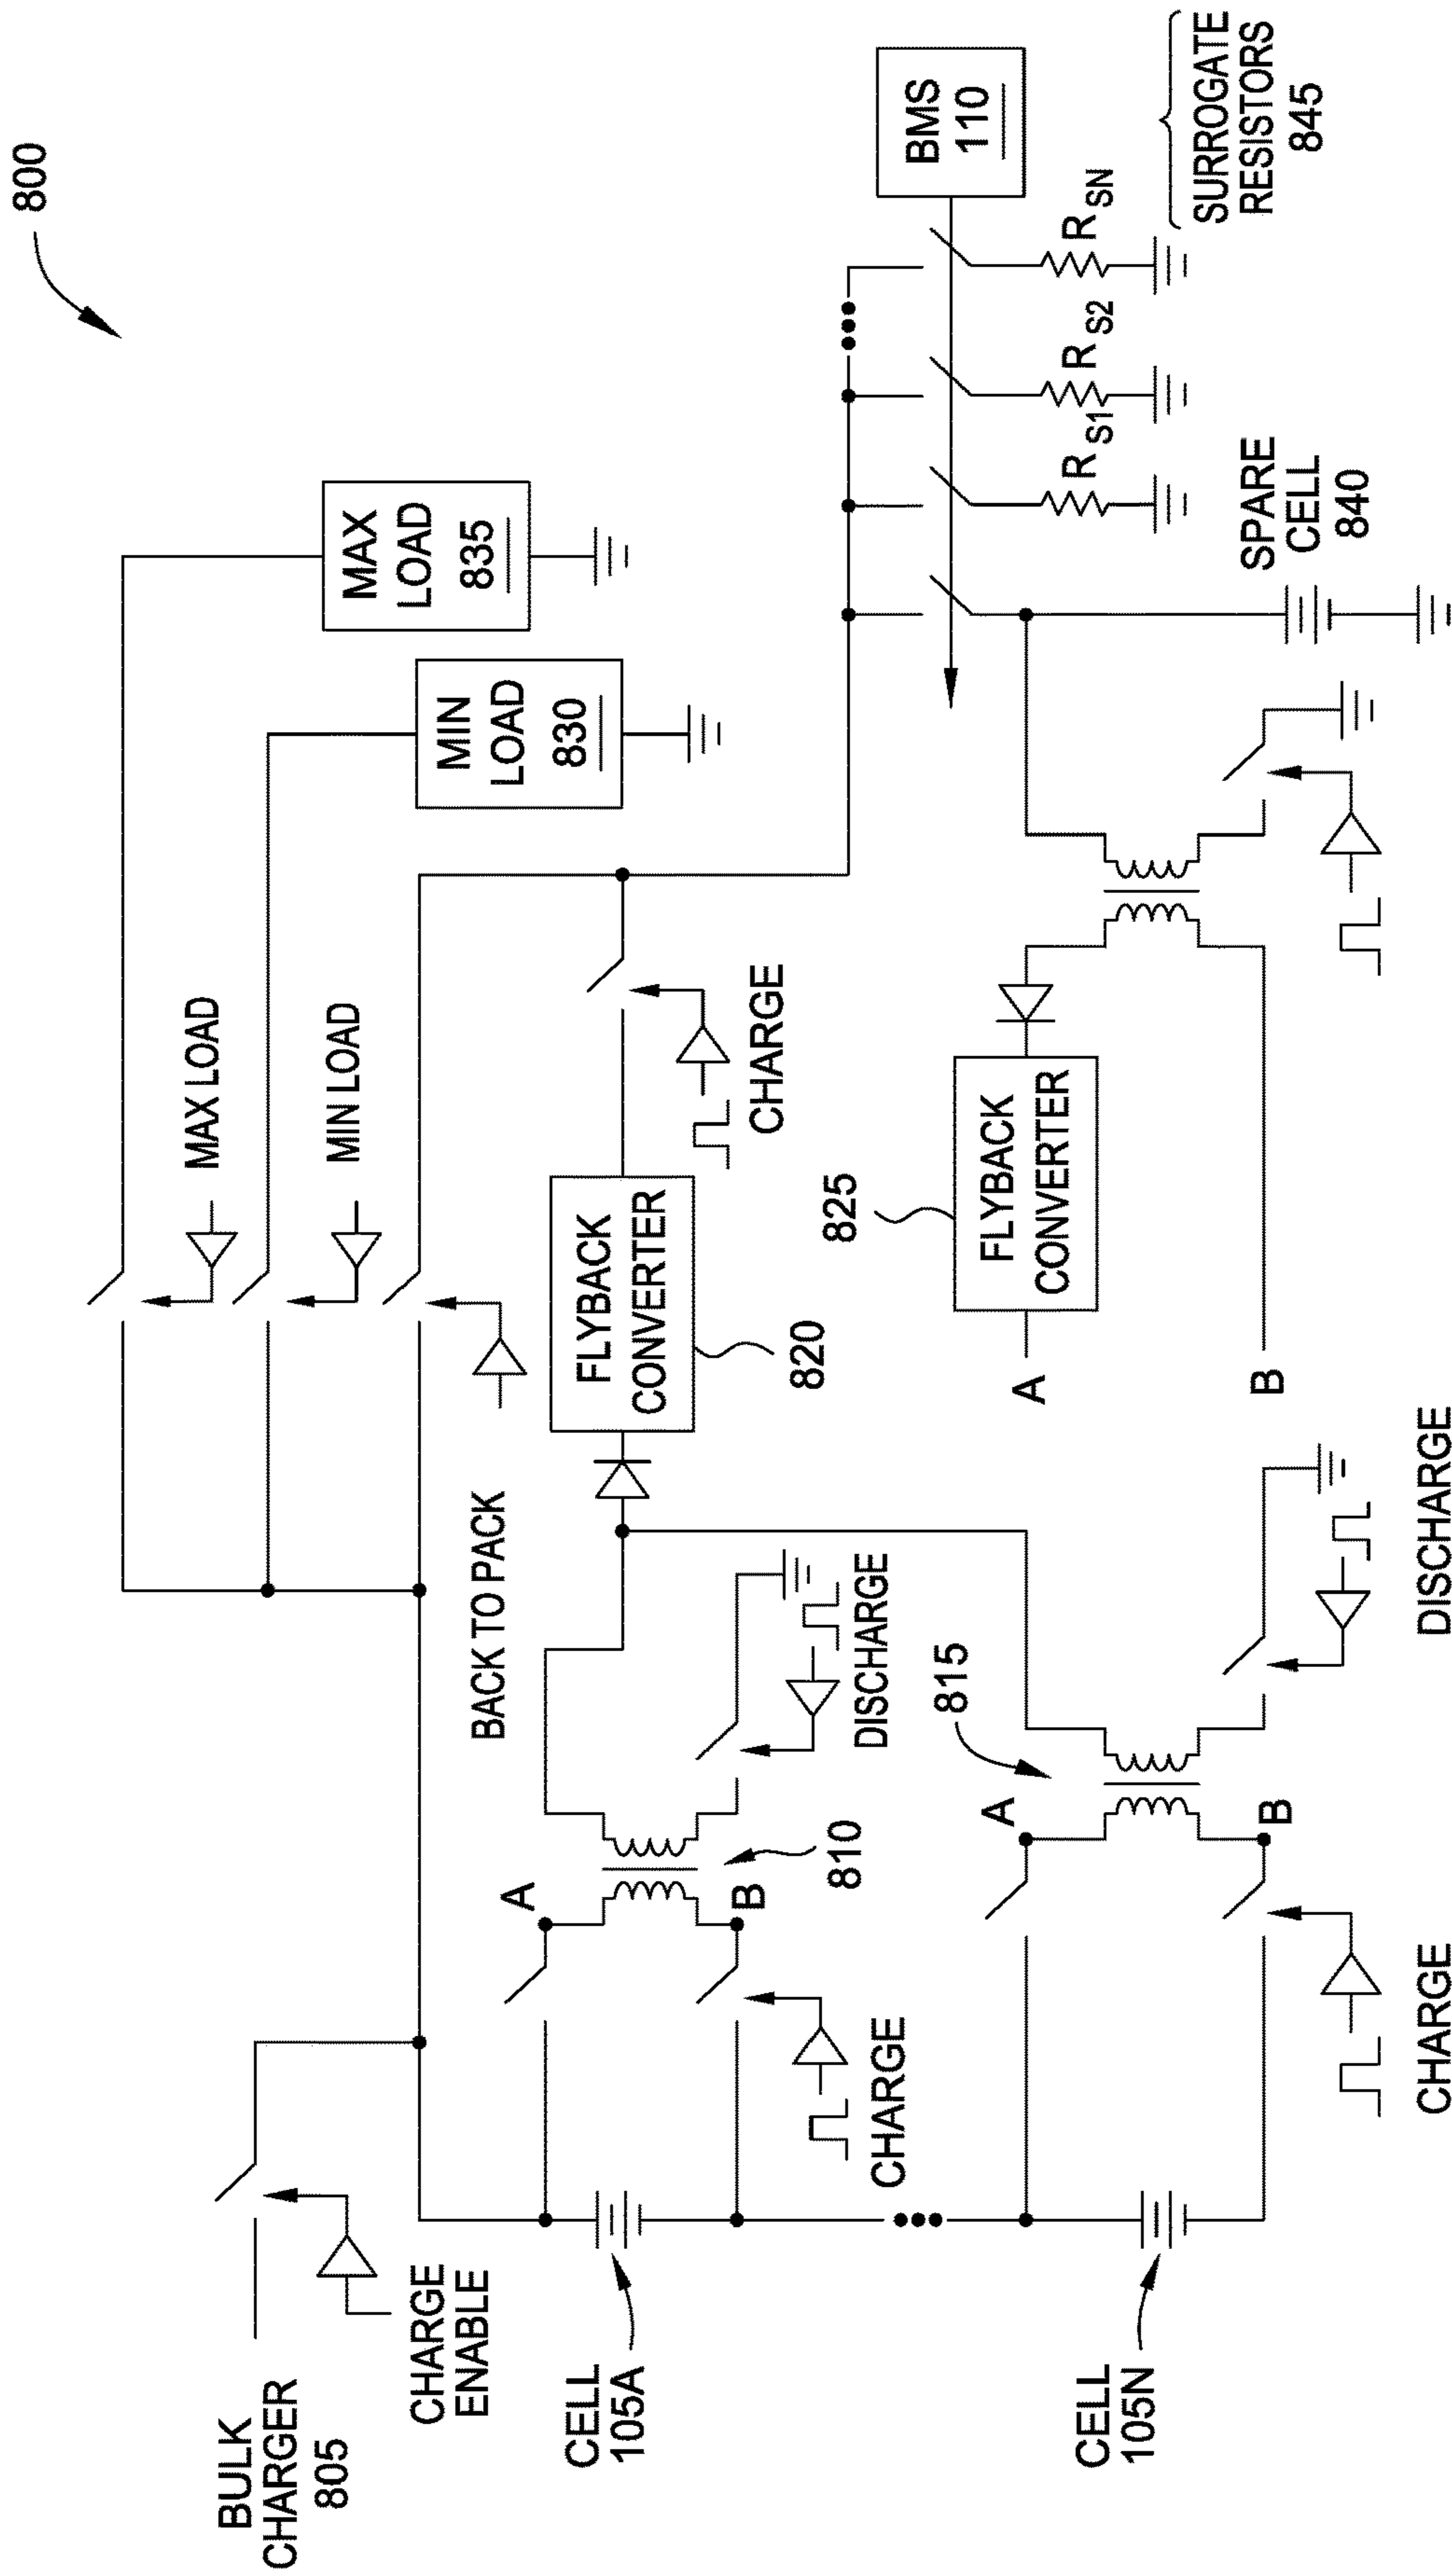 800
MAX LOAD
MIN LOAD
MAX
LOAD
835
MIN
LOAD
830
BMS
110
R SN
R S2
R S1
SURROGATE
RESISTORS
845
SPARE
CELL
840
BULK
CHARGER
805
CHARGE
ENABLE
BACK TO PACK
FLYBACK
CONVERTER
820
CHARGE
CELL
105A
A
B
810
CHARGE
DISCHARGE
FLYBACK
CONVERTER
825
A
B
CELL
105N
A
B
815
CHARGE
DISCHARGE